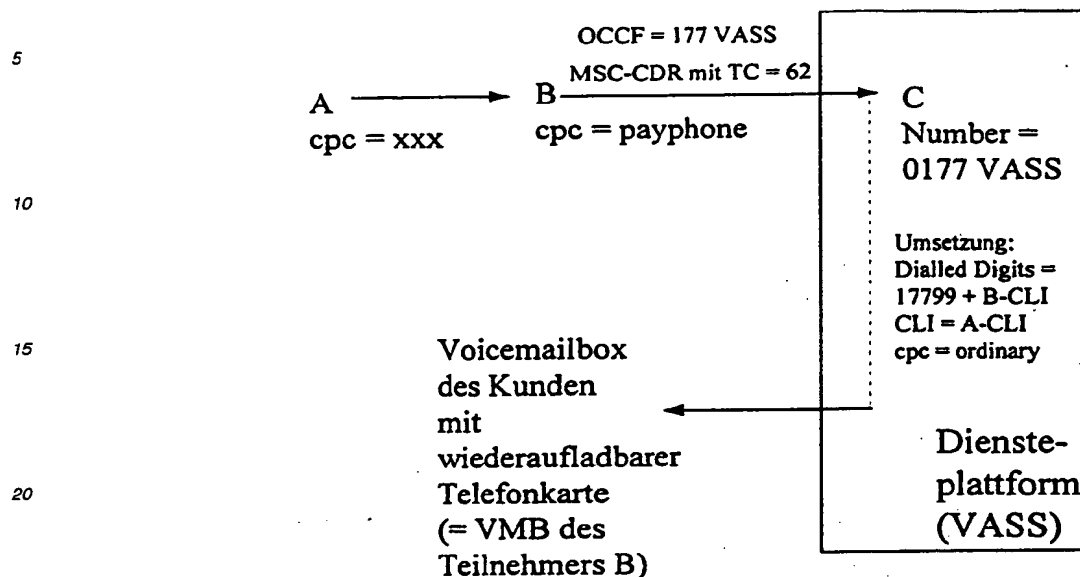 5
OCCF = 177 VASS
MSC-CDR mit TC = 62
A
cpc = xxx
B
cpc = payphone
C
Number =
0177 VASS
10
Umsetzung:
Dialled Digits =
17799 + B-CLI
CLI = A-CLI
cpc = ordinary
15
Voicemailbox
des Kunden
mit
wiederaufladbarer
Telefonkarte
(= VMB des
Teilnehmers B)
Dienste-
plattform
(VASS)
20